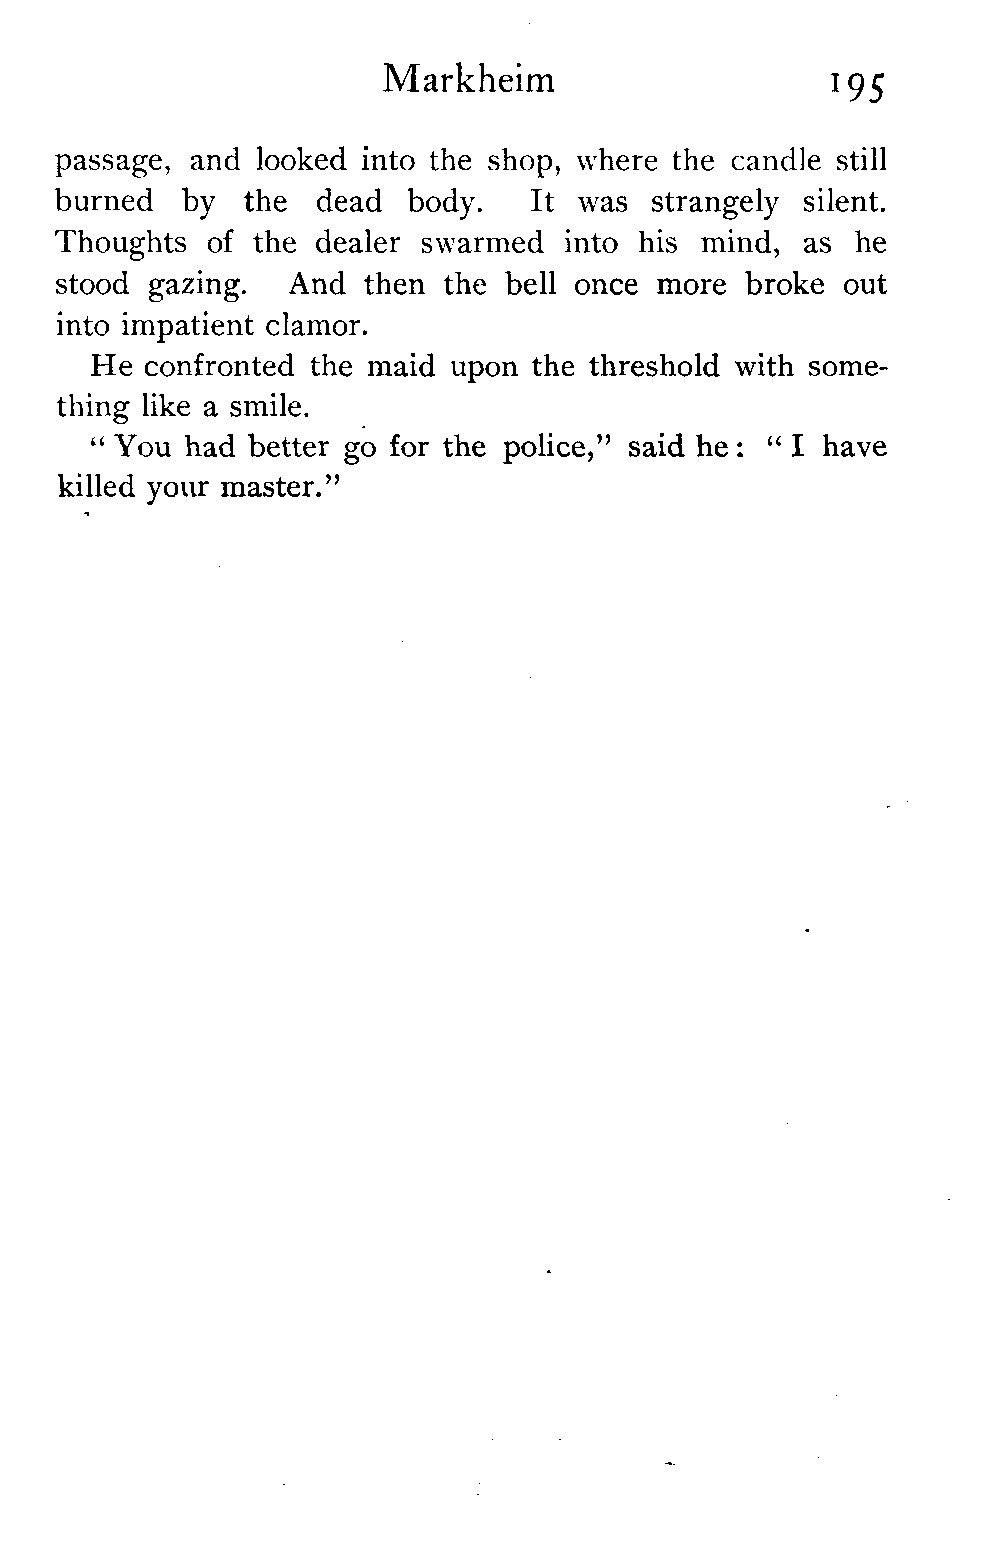 Markheim 195
passage, and looked into the shop, where the candle still
burned by the dead body. It was strangely silent.
Thoughts of the dealer swarmed into his mind, as he
stood gazing. And then the bell once more broke out
into impatient clamor.
He confronted the maid upon the threshold with some-
thing like a smile.
“ You had better go for the police,” said he : “ I have
killed your master.”